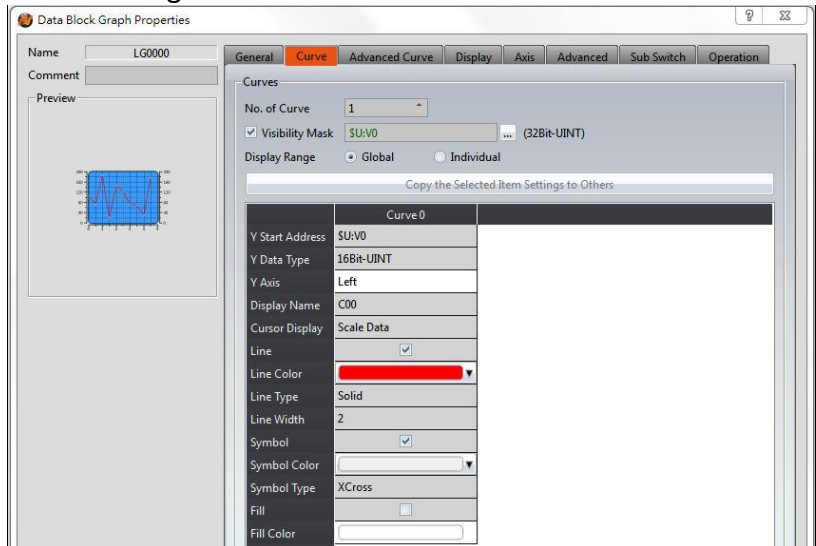 Data Block Graph Properties
Name LG0000
Comment
Preview
General Curve Advanced Curve Display Axis Advanced Sub Switch Operation
Curves
No. of Curve 1
Visibility Mask $U:V0 ... (32Bit-UINT)
Display Range Global Individual
Copy the Selected Item Settings to Others
Curve 0
Y Start Address $U:V0
Y Data Type 16Bit-UINT
Y Axis Left
Display Name C00
Cursor Display Scale Data
Line
Line Color
Line Type Solid
Line Width 2
Symbol
Symbol Color
Symbol Type XCross
Fill
Fill Color